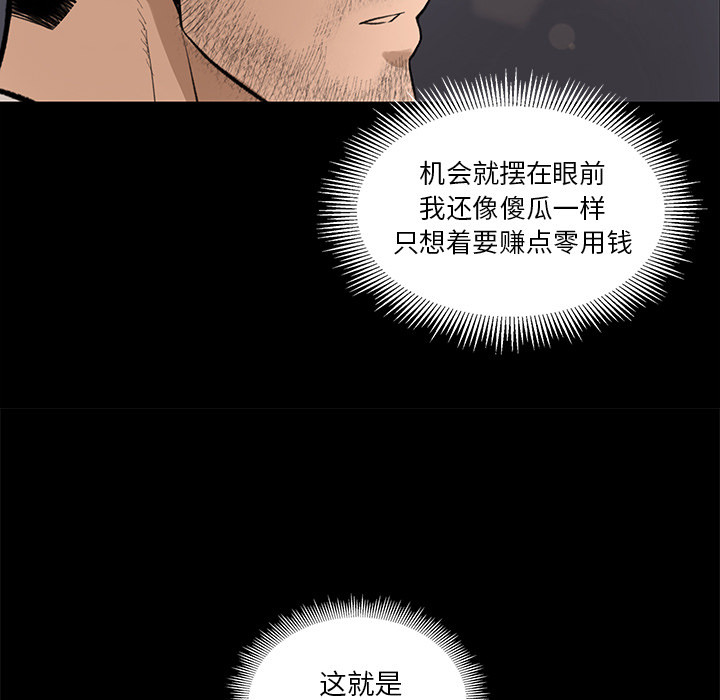 机会就摆在眼前
我还像傻瓜一样
只想着要赚点零用钱
这就是